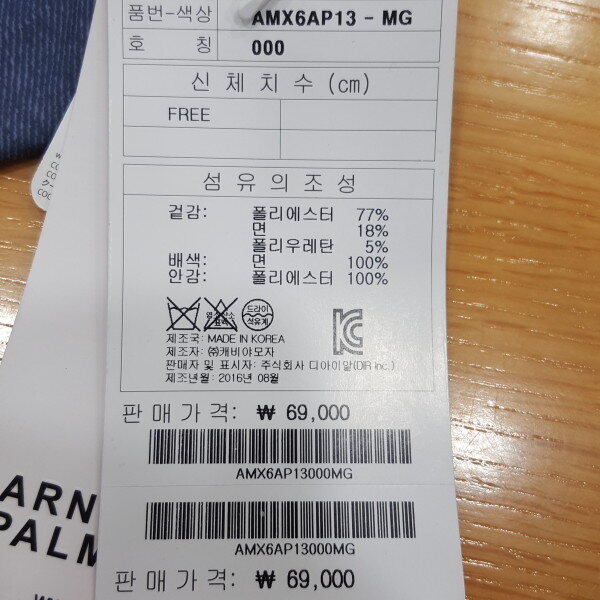 품번-색상 AMX6AP13 - MG
호 칭 000
신체치수 (cm)
FREE
섬유의조성
겉감: 폴리에스터 77%
면 18%
폴리우레탄 5%
배색: 면 100%
안감: 폴리에스터 100%
드라이
석유계
제조국: MADE IN KOREA
제조자: ㈜캐비야모자
판매자 및 표시자: 주식회사 디아이알(DIR inc.)
제조년월: 2016년 08월
판매가격: ₩ 69,000
AMX6AP13000MG
AMX6AP13000MG
판매가격: ₩ 69,000
ARN
PALM